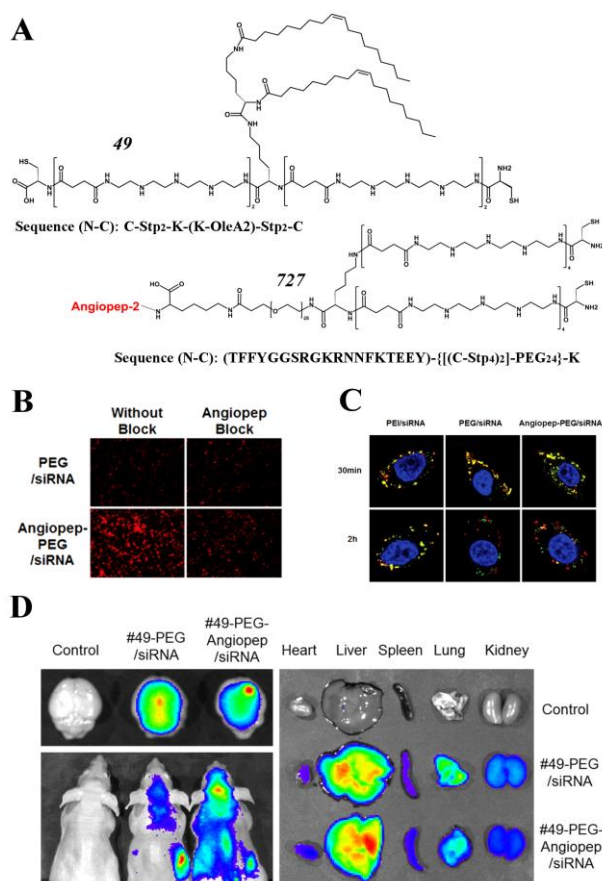 A
49
Sequence (N-C): C-Stp2-K-(K-OleA2)-Stp2-C
727
Angiopep-2
Sequence (N-C): (TFFYGGSRGKRNNFKTEEY)-{[(C-Stp4)2]-PEG24}-K
B
Without Block
Angiopep Block
PEG /siRNA
Angiopep-PEG /siRNA
C
PEI/siRNA
PEG/siRNA
Angiopep-PEG/siRNA
30min
2h
D
Control
#49-PEG /siRNA
#49-PEG-Angiopep /siRNA
Heart
Liver
Spleen
Lung
Kidney
Control
#49-PEG /siRNA
#49-PEG-Angiopep /siRNA